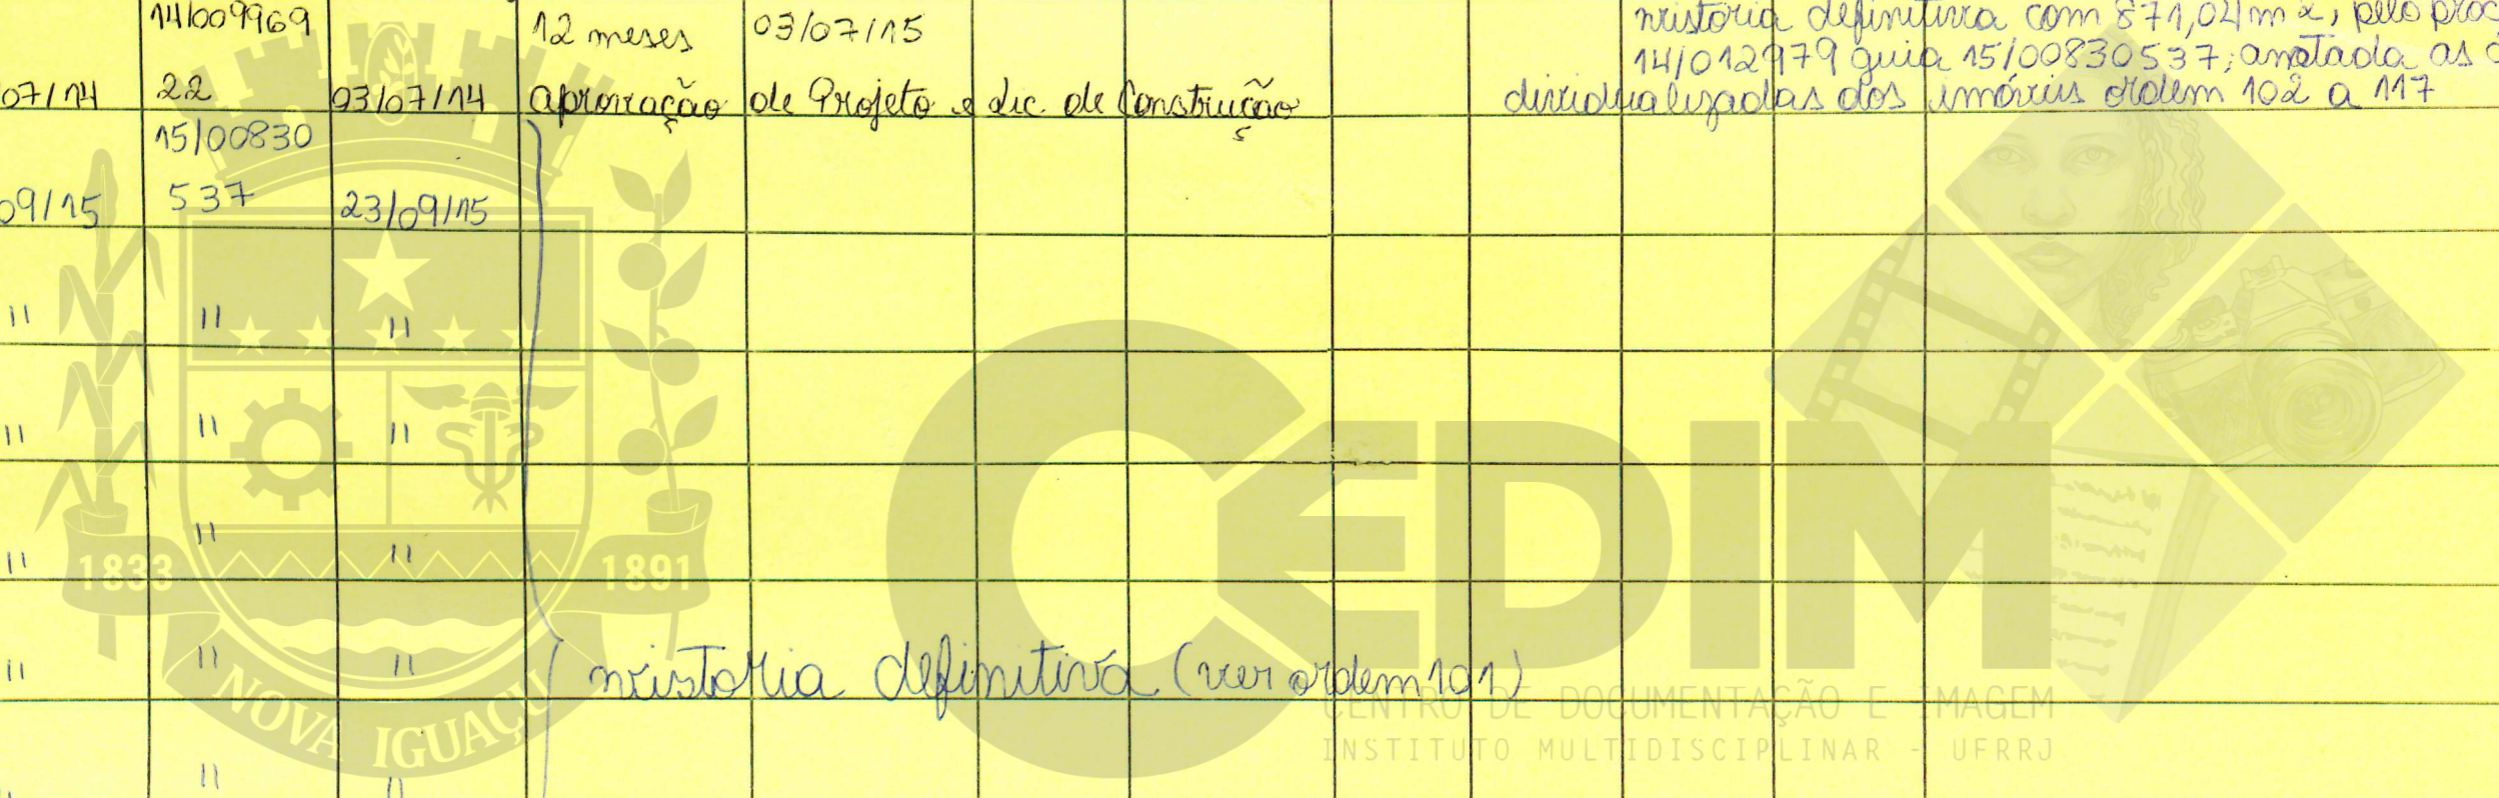 14/009969 12 meses 03/07/15 vistoria definitiva com 871,04m2, pelo proc
14/012979 guia 15/00830537; anotada as
07/14 22 03/07/14 aprovação de Projeto e Lic. de Construção dividualizadas dos imóveis ordem 102 a 117
15/00830
09/15 537 23/09/15
" " "
" " "
" " "
" " " vistoria definitiva (ver ordem 101)
" " "
1833 1891
NOVA IGUAÇU
CEDIM
CENTRO DE DOCUMENTAÇÃO E IMAGEM
INSTITUTO MULTIDISCIPLINAR - UFRRJ